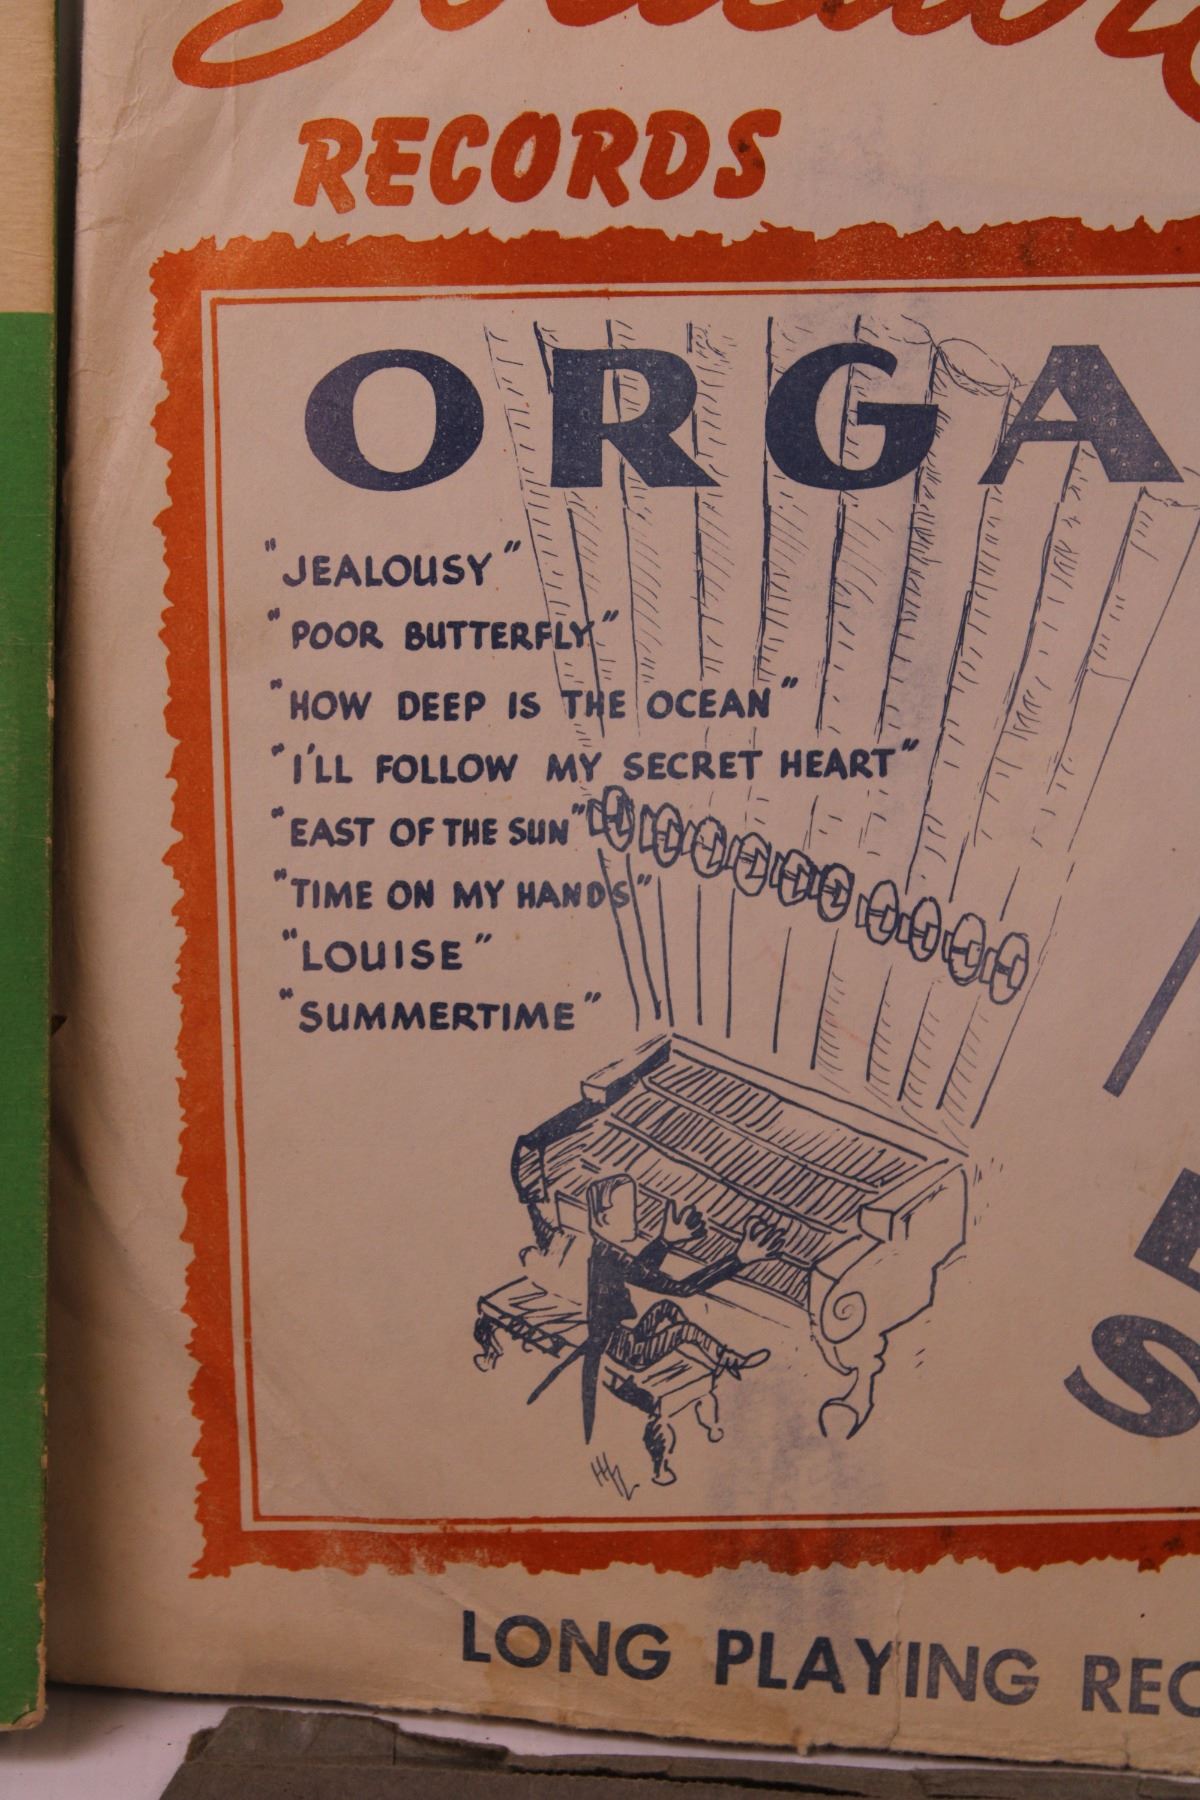 RECORDS
ORGA
"JEALOUSY"
"POOR BUTTERFLY"
"HOW DEEP IS THE OCEAN"
"I'LL FOLLOW MY SECRET HEART"
"EAST OF THE SUN"
"TIME ON MY HANDS"
"LOUISE"
"SUMMERTIME"
S
LONG PLAYING REC